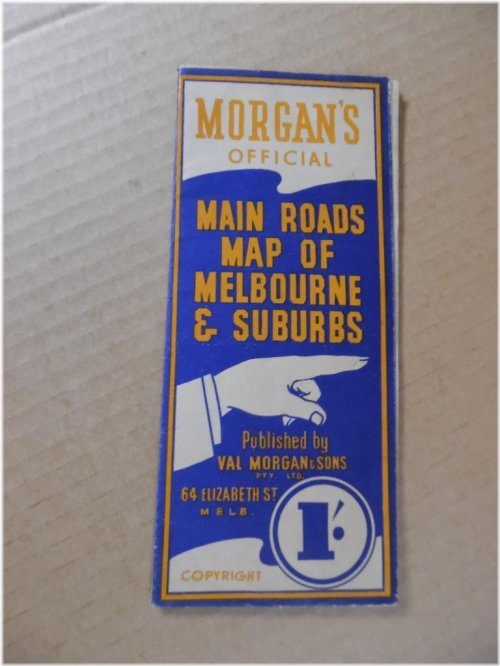 MORGAN'S
OFFICIAL
MAIN ROADS
MAP OF
MELBOURNE
& SUBURBS
Published by
VAL MORGAN & SONS
PTY. LTD.
64 ELIZABETH ST
MELB.
1/-
COPYRIGHT